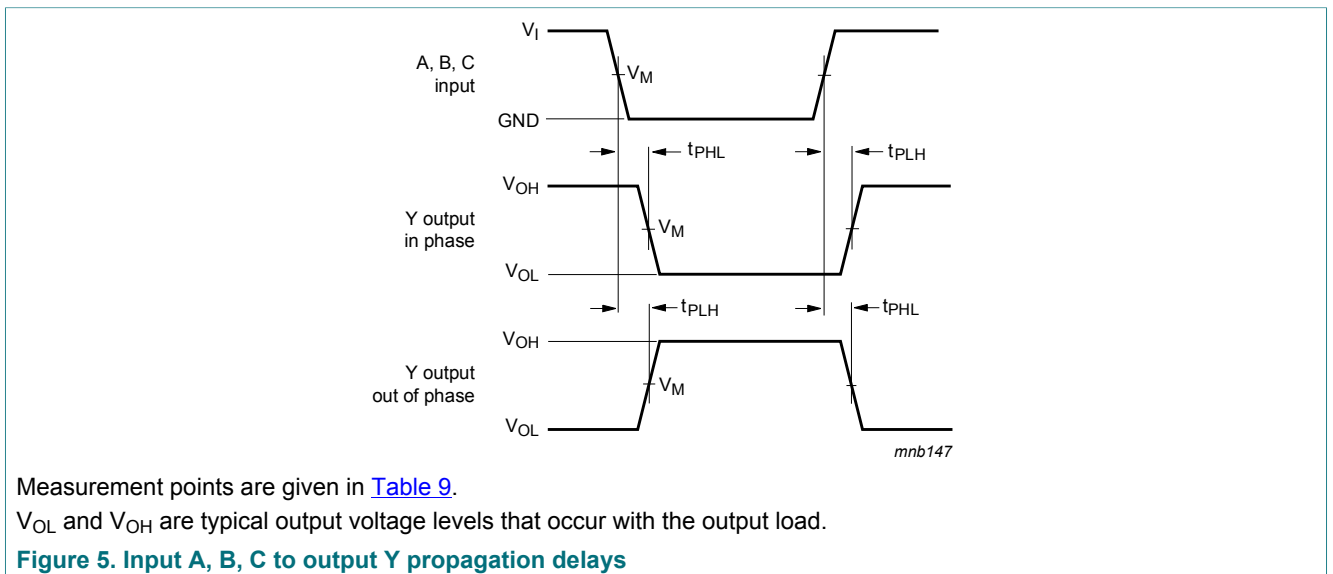 VI
A, B, C
input
VM
GND
tPHL
tPLH
VOH
Y output
in phase
VM
VOL
tPLH
tPHL
VOH
Y output
out of phase
VM
VOL
mnb147
Measurement points are given in Table 9.
VOL and VOH are typical output voltage levels that occur with the output load.
Figure 5. Input A, B, C to output Y propagation delays